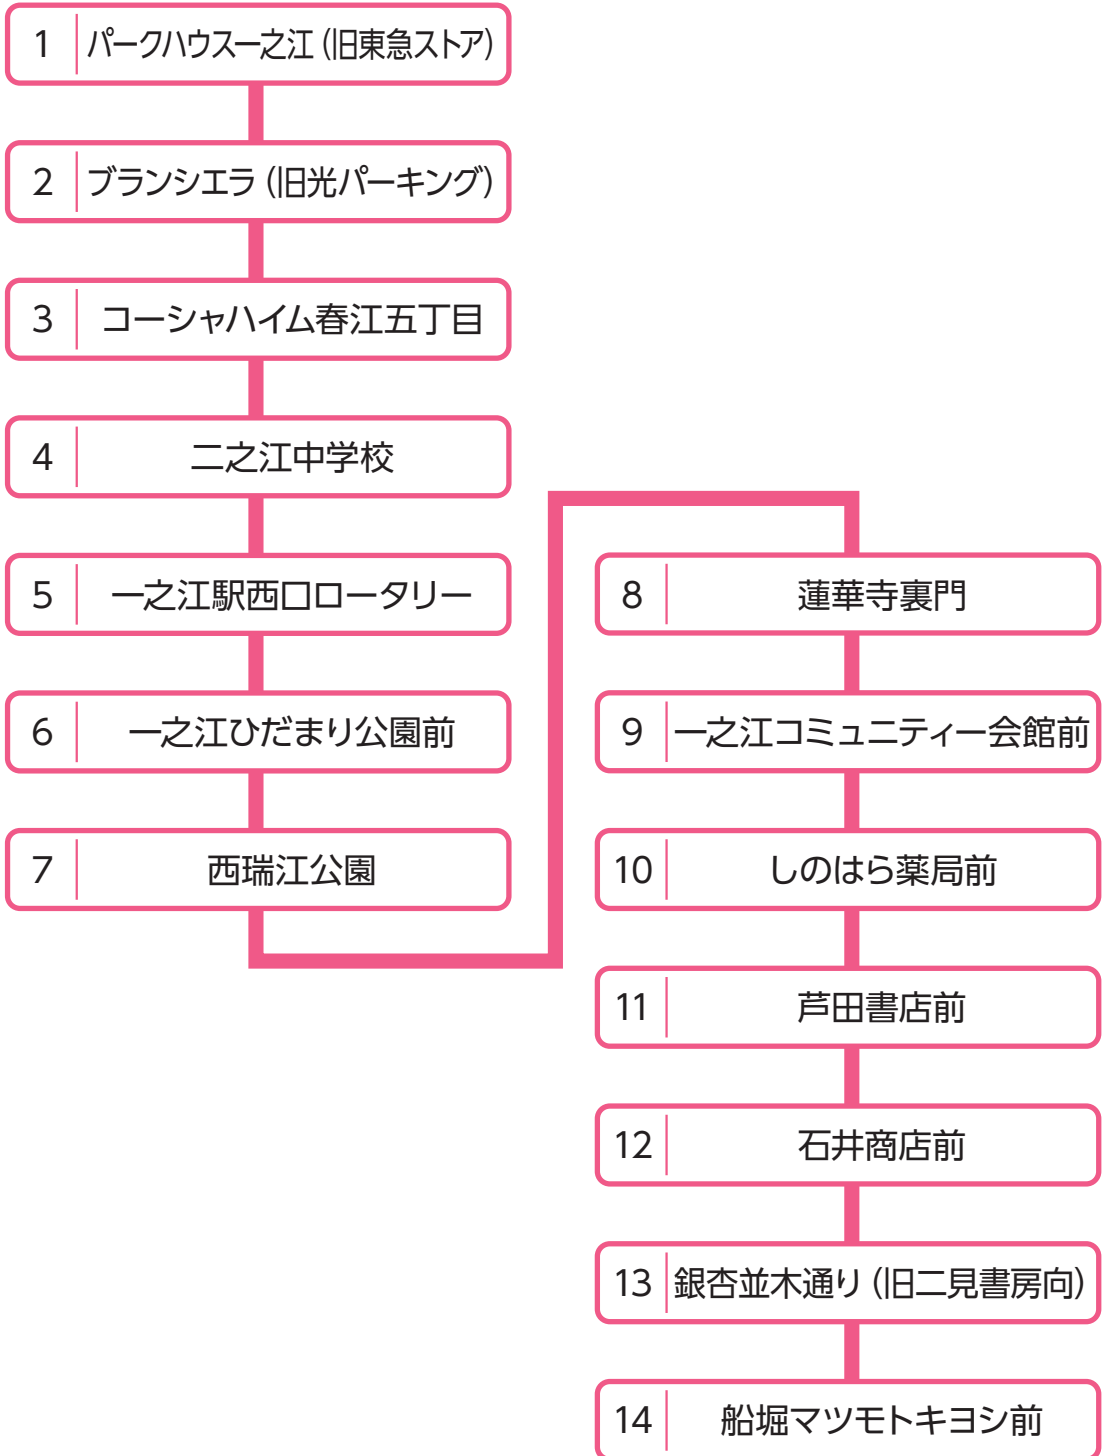 1 パークハウス一之江（旧東急ストア）
2 ブランシエラ（旧光パーキング）
3 コーシャハイム春江五丁目
4 二之江中学校
5 一之江駅西口ロータリー
6 一之江ひだまり公園前
7 西瑞江公園
8 蓮華寺裏門
9 一之江コミュニティー会館前
10 しのはら薬局前
11 芦田書店前
12 石井商店前
13 銀杏並木通り（旧二見書房向）
14 船堀マツモトキヨシ前